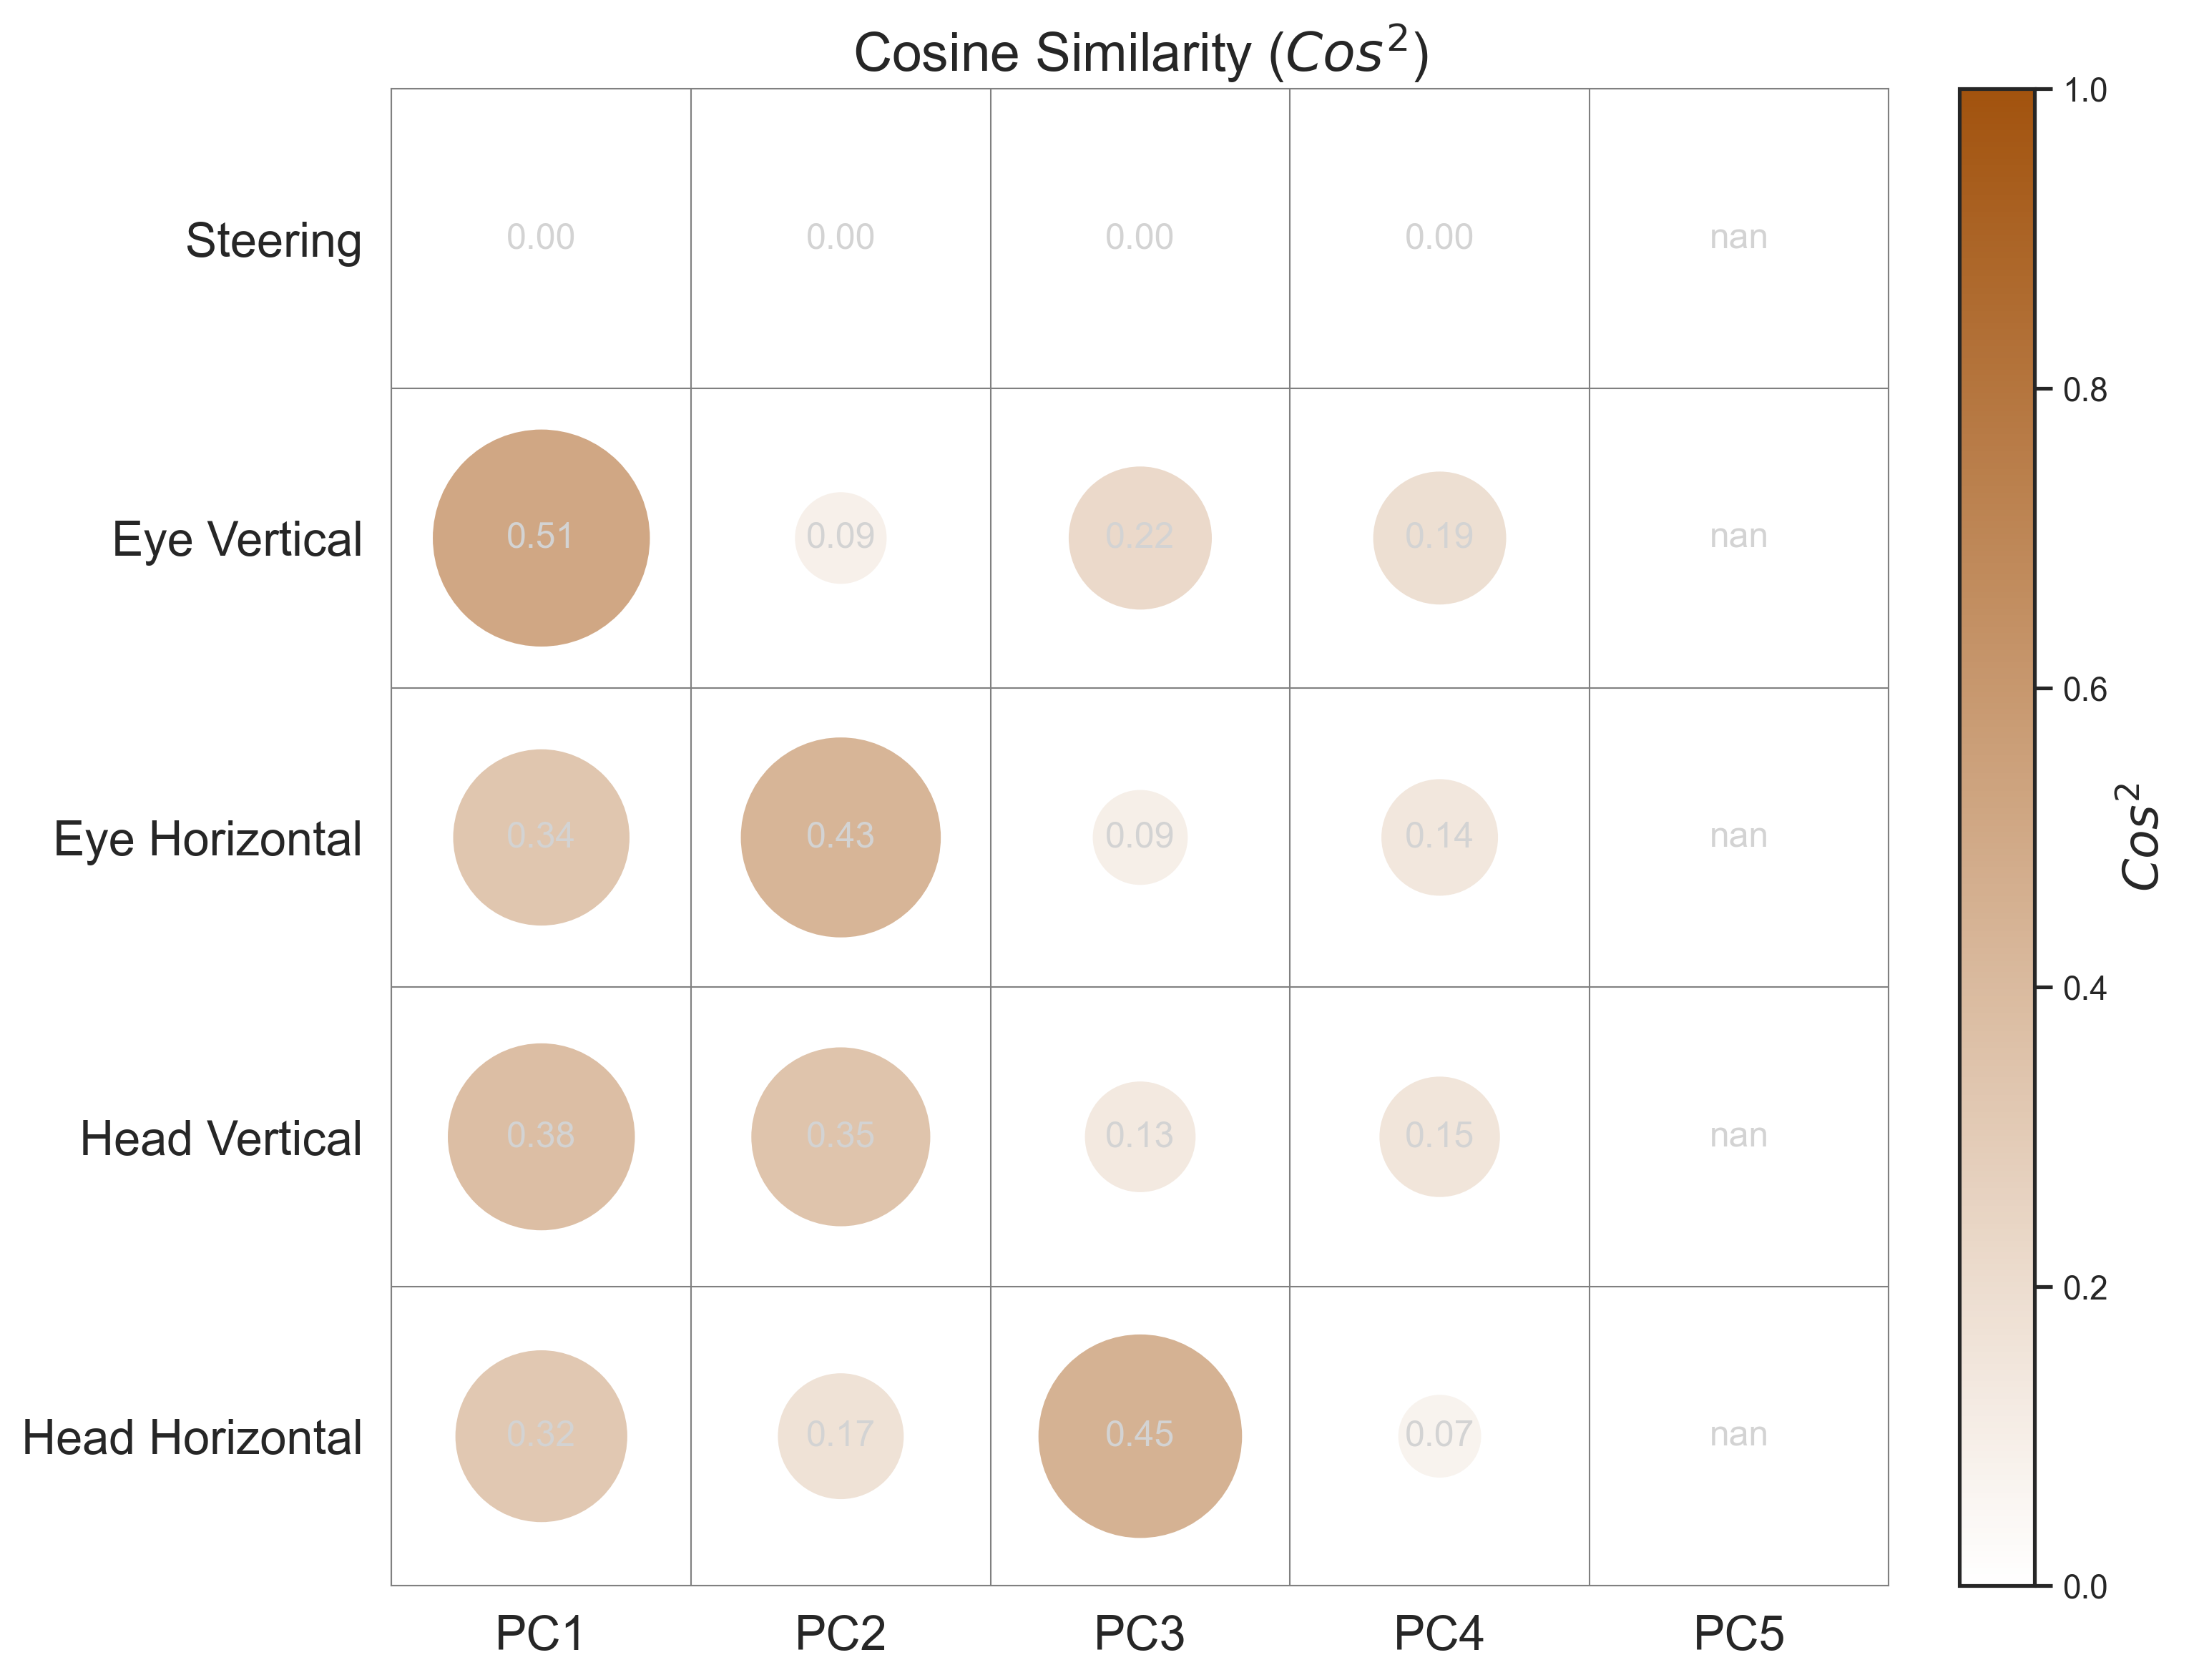 Cosine Similarity (Cos²)
Steering 0.00 0.00 0.00 0.00 nan
Eye Vertical 0.51 0.09 0.22 0.19 nan
Eye Horizontal 0.34 0.43 0.09 0.14 nan
Head Vertical 0.38 0.35 0.13 0.15 nan
Head Horizontal 0.32 0.17 0.45 0.07 nan
PC1 PC2 PC3 PC4 PC5
1.0
0.8
0.6
0.4
0.2
0.0
Cos²